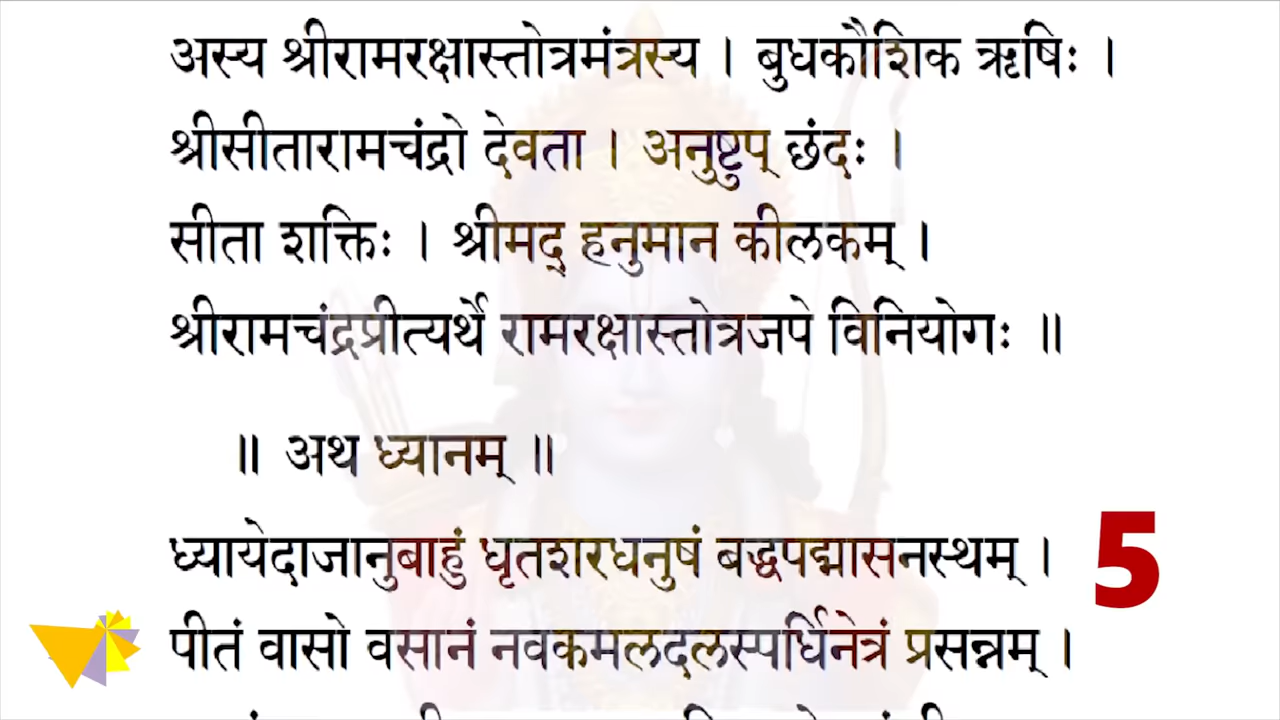 अस्य श्रीरामरक्षास्तोत्रमंत्रस्य । बुधकौशिक ऋषिः ।
श्रीसीतारामचंद्रो देवता । अनुष्टुप् छंदः ।
सीता शक्तिः । श्रीमद् हनुमान कीलकम् ।
श्रीरामचंद्रप्रीत्यर्थे रामरक्षास्तोत्रजपे विनियोगः ॥
॥ अथ ध्यानम् ॥
ध्यायेदाजानुबाहुं धृतशरधनुषं बद्धपद्मासनस्थम् ।
5
पीतं वासो वसानं नवकमलदलस्पर्धिनेत्रं प्रसन्नम् ।